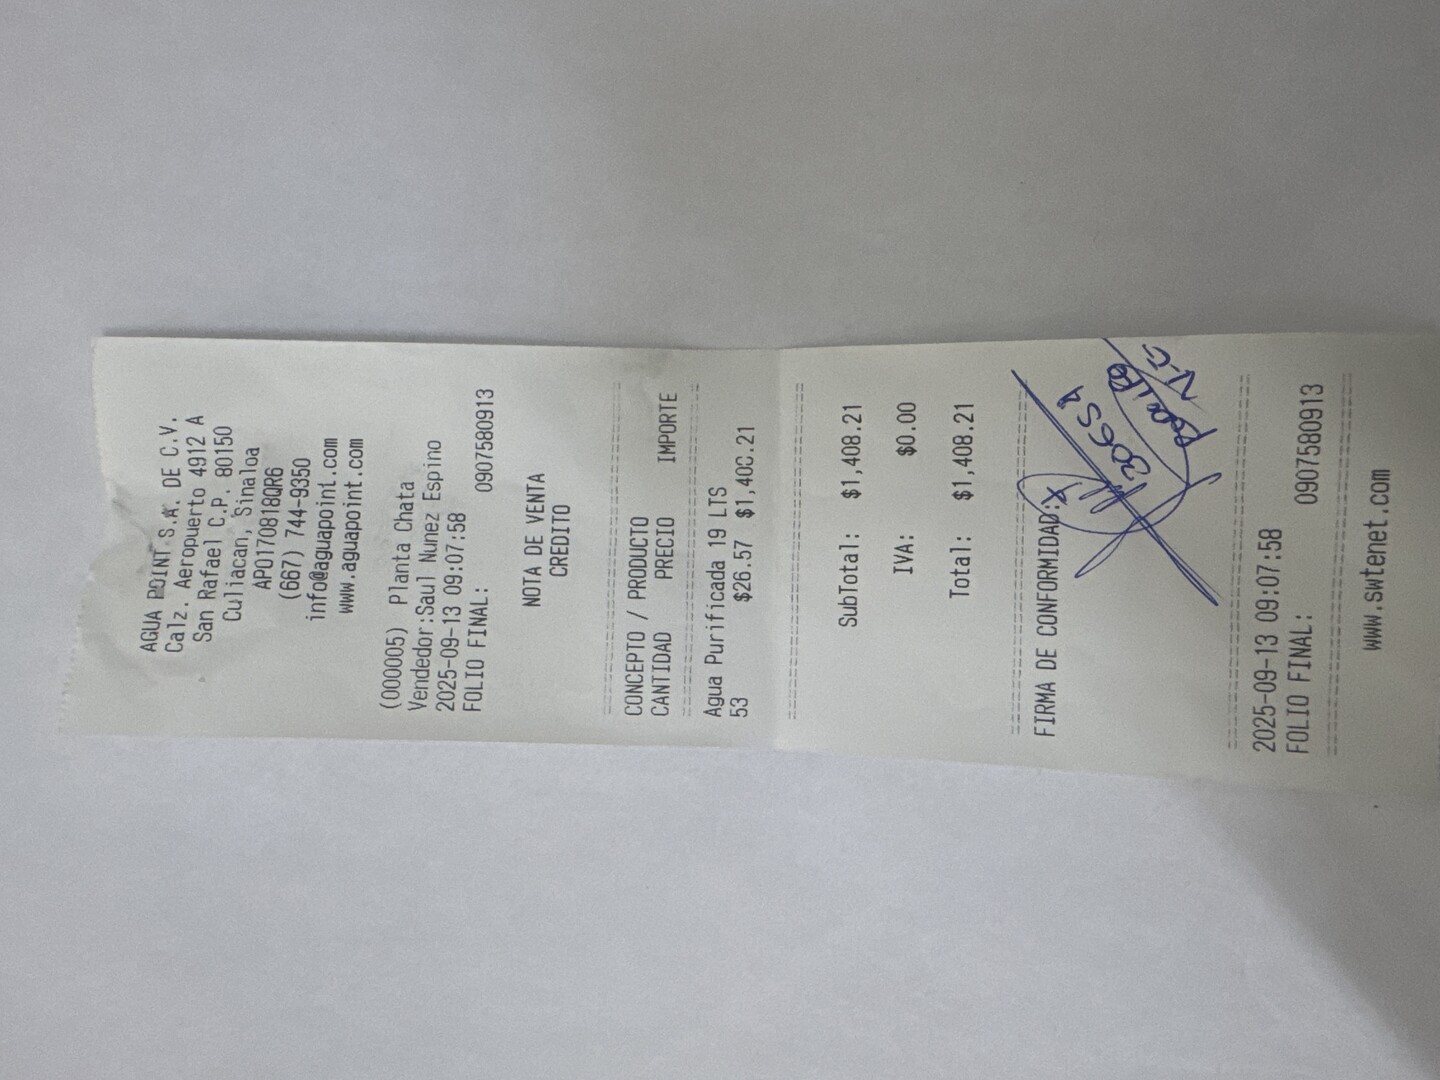 AGUA POINT S.A. DE C.V.
Calz. Aeropuerto 4912 A
San Rafael C.P. 80150
Culiacan, Sinaloa
APO170818QR6
(667) 744-9350
info@aguapoint.com
www.aguapoint.com
(000005) Planta Chata
Vendedor:Saul Nunez Espino
2025-09-13 09:07:58
FOLIO FINAL: 0907580913
NOTA DE VENTA
CREDITO
CONCEPTO / PRODUCTO
CANTIDAD PRECIO IMPORTE
Agua Purificada 19 LTS
53 $26.57 $1,408.21
SubTotal: $1,408.21
IVA: $0.00
Total: $1,408.21
FIRMA DE CONFORMIDAD:X
2025-09-13 09:07:58
FOLIO FINAL: 0907580913
www.swtenet.com